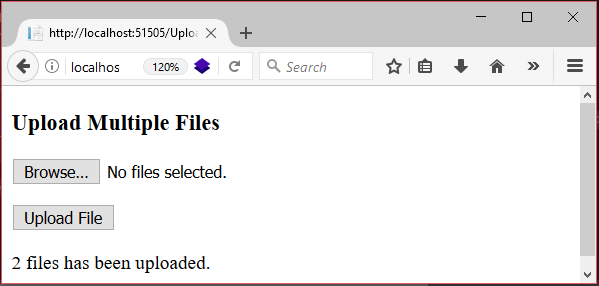 http://localhost:51505/Uploa
localhos 120% Search
Upload Multiple Files
Browse... No files selected.
Upload File
2 files has been uploaded.